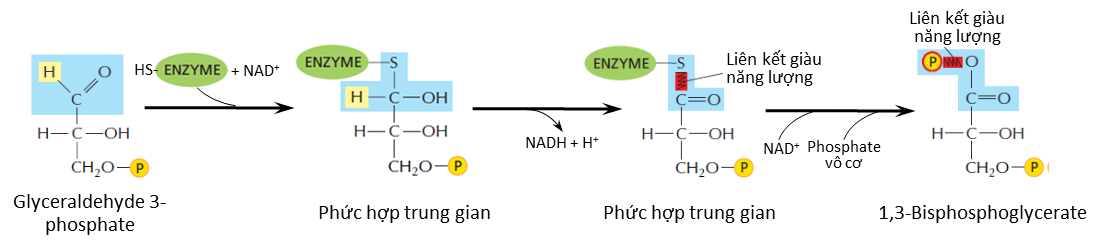 H
O
C
H—C—OH
CH₂O—P
Glyceraldehyde 3-
phosphate
HS- ENZYME + NAD⁺
ENZYME—S
H—C—OH
H—C—OH
CH₂O—P
Phức hợp trung gian
NADH + H⁺
ENZYME—S
Liên kết giàu
năng lượng
C=O
H—C—OH
CH₂O—P
Phức hợp trung gian
NAD⁺
Phosphate
vô cơ
Liên kết giàu
năng lượng
P O
C=O
H—C—OH
CH₂O—P
1,3-Bisphosphoglycerate